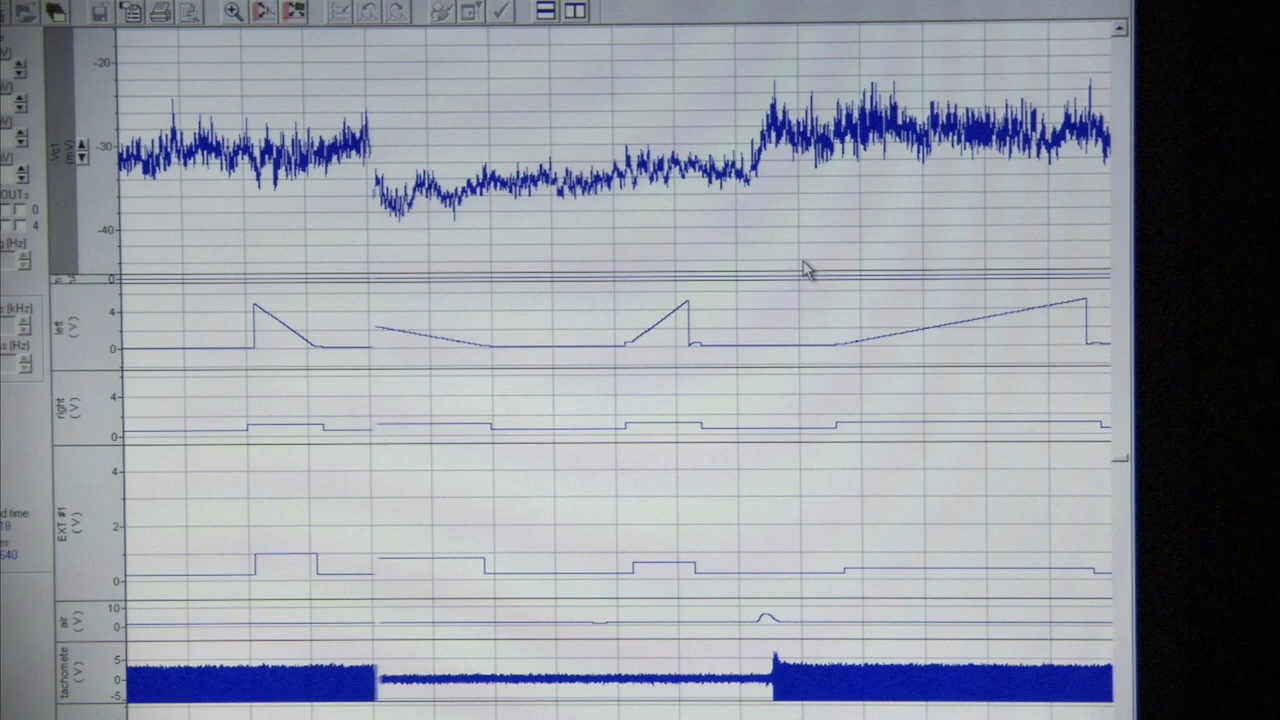 -20
Vc1
(mV)
-30
-40
OUTs
0
4
g (Hz)
0
s (kHz)
s (Hz)
left
(V)
4
0
right
(V)
4
0
EXT #1
(V)
4
2
0
d time
18
es
640
air
(V)
10
0
tachomete
(V)
5
0
-5